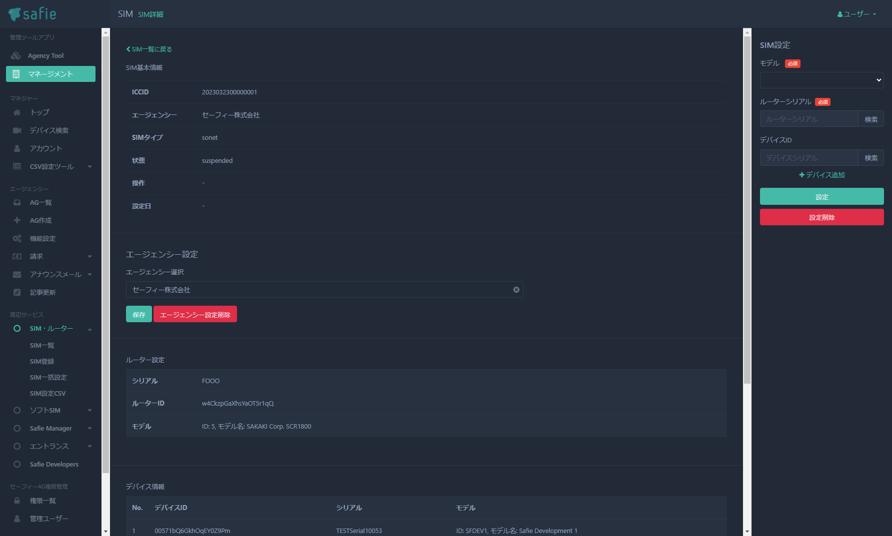 safie
SIM SIM詳細
ユーザー
管理ツールアプリ
Agency Tool
マネージメント
マネジャー
トップ
デバイス検索
アカウント
CSV設定ツール
エージェンシー
AG一覧
AG作成
機能設定
請求
アナウンスメール
記事更新
周辺サービス
SIM・ルーター
SIM一覧
SIM登録
SIM一括設定
SIM設定CSV
ソフトSIM
Safie Manager
エントランス
Safie Developers
セーフィーAG権限管理
権限一覧
管理ユーザー
SIM一覧に戻る
SIM基本情報
ICCID 2023032300000001
エージェンシー セーフィー株式会社
SIMタイプ sonet
状態 suspended
操作 -
設定日 -
エージェンシー設定
エージェンシー選択
セーフィー株式会社
保存 エージェンシー設定削除
ルーター設定
シリアル FOOO
ルーターID w4CkzpGaXhsYaOT5r1qQ
モデル ID: 5, モデル名: SAKAKI Corp. SCR1800
デバイス情報
No. デバイスID シリアル モデル
1 00571bQ6GkhOqEY0Z9Pm TESTSerial10053 ID: SFDEV1, モデル名: Safie Development 1
SIM設定
モデル 必須
ルーターシリアル 必須
ルーターシリアル 検索
デバイスID
デバイスシリアル 検索
デバイス追加
設定
設定削除